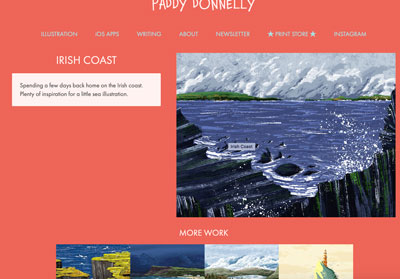 PADDY DONNELLY
ILLUSTRATION iOS APPS WRITING ABOUT NEWSLETTER ★ PRINT STORE ★ INSTAGRAM
IRISH COAST
Spending a few days back home on the Irish coast.
Plenty of inspiration for a little sea illustration.
Irish Coast
MORE WORK